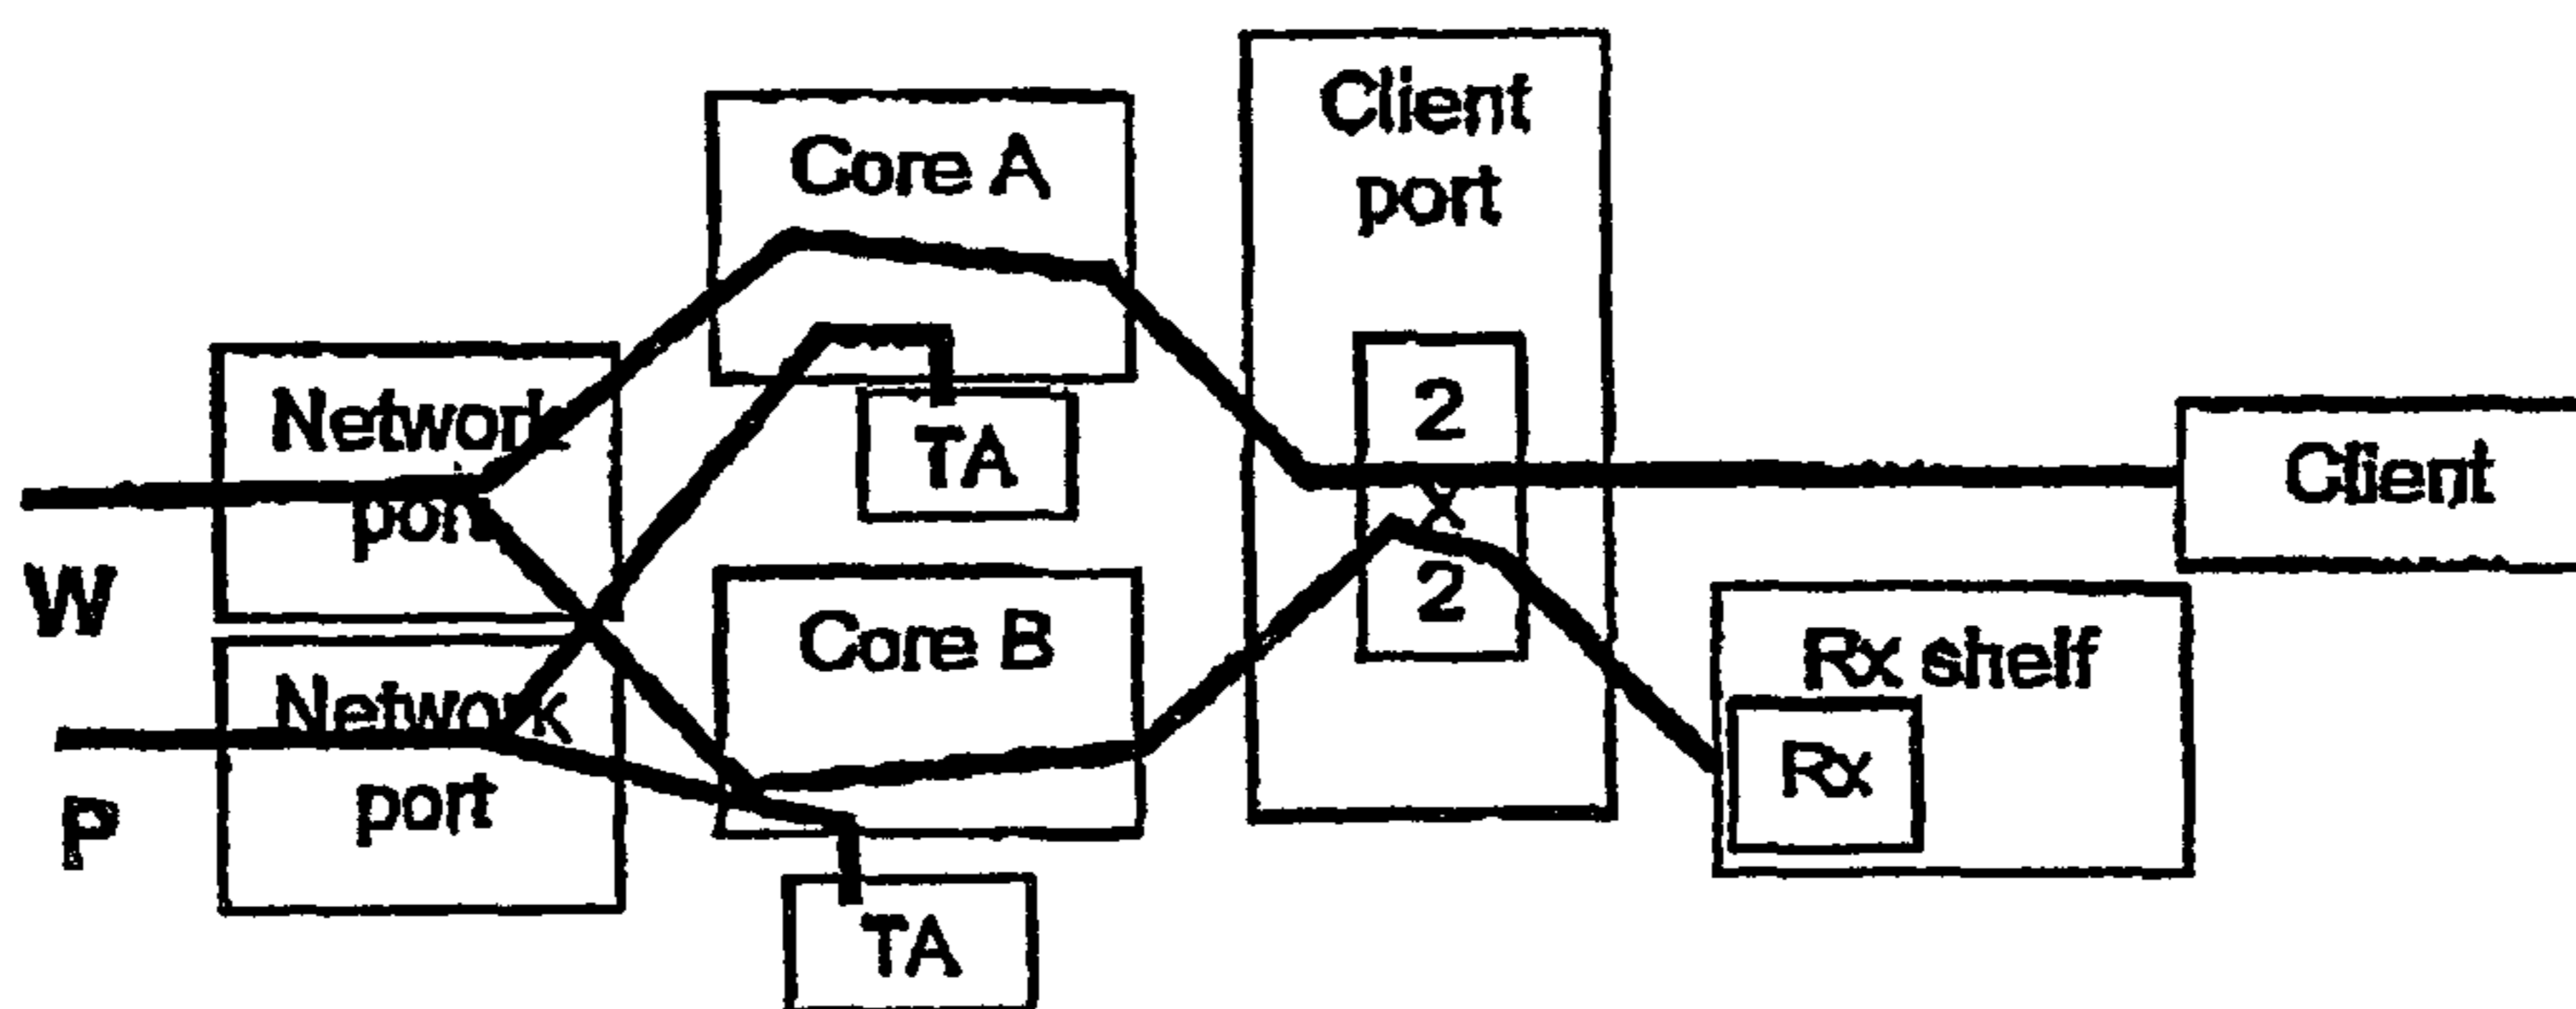 Client
port
Core A
Network
port
TA
2
x
2
Client
W
Core B
Rx shelf
Network
port
Rx
P
TA